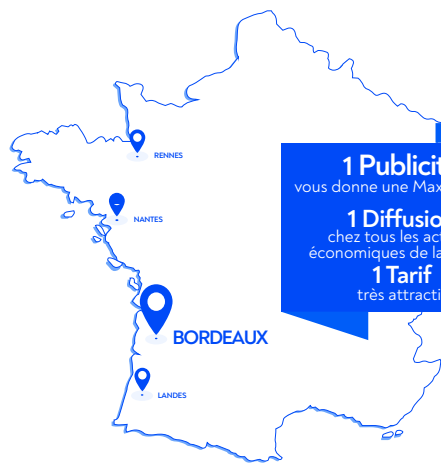 RENNES
NANTES
BORDEAUX
LANDES
1 Publicit
vous donne une Max
1 Diffusio
chez tous les act
économiques de la
1 Tarif
très attracti